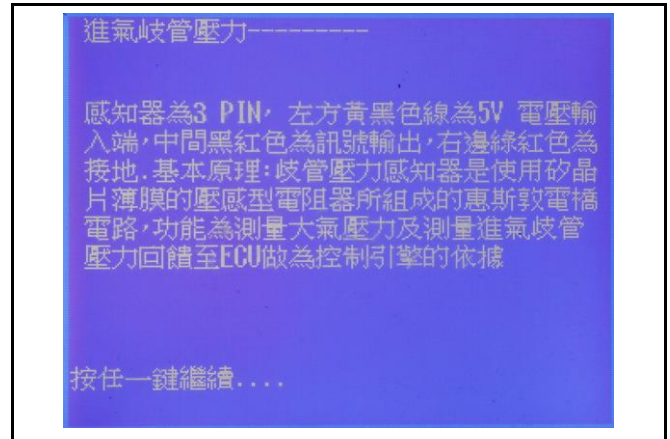 進氣岐管壓力---------
感知器為3 PIN, 左方黃黑色線為5V 電壓輸
入端,中間黑紅色為訊號輸出,右邊綠紅色為
接地.基本原理:歧管壓力感知器是使用矽晶
片薄膜的壓感型電阻器所組成的惠斯敦電橋
電路,功能為測量大氣壓力及測量進氣歧管
壓力回饋至ECU做為控制引擎的依據
按任一鍵繼續....